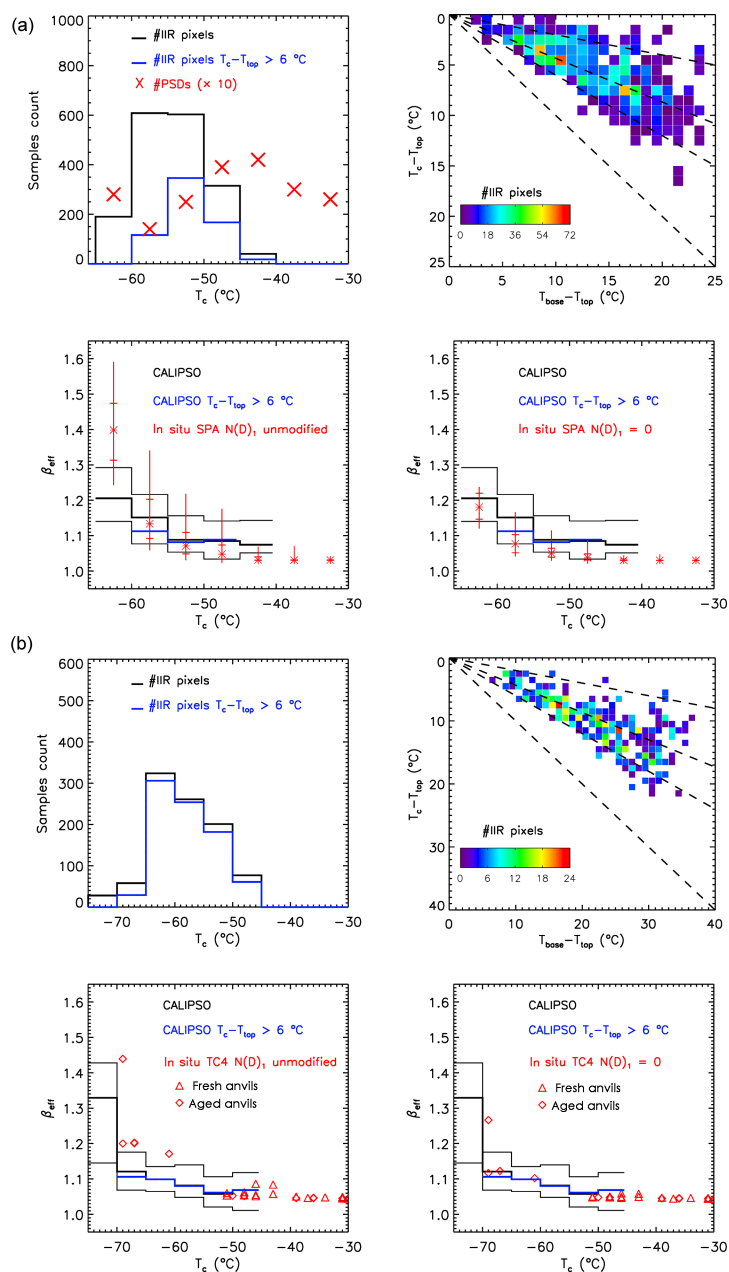 (a)
#IIR pixels
#IIR pixels Tc−Ttop > 6 °C
#PSDs (× 10)
Samples count
1000
800
600
400
200
0
−60 −50 −40 −30
Tc (°C)
Tc−Ttop (°C)
0
5
10
15
20
25
#IIR pixels
0 18 36 54 72
0 5 10 15 20 25
Tbase−Ttop (°C)
βeff
1.6
1.5
1.4
1.3
1.2
1.1
1.0
CALIPSO
CALIPSO Tc−Ttop > 6 °C
In situ SPA N(D)1 unmodified
−60 −50 −40 −30
Tc (°C)
βeff
1.6
1.5
1.4
1.3
1.2
1.1
1.0
CALIPSO
CALIPSO Tc−Ttop > 6 °C
In situ SPA N(D)1 = 0
−60 −50 −40 −30
Tc (°C)
(b)
#IIR pixels
#IIR pixels Tc−Ttop > 6 °C
Samples count
600
500
400
300
200
100
0
−70 −60 −50 −40 −30
Tc (°C)
Tc−Ttop (°C)
0
10
20
30
40
#IIR pixels
0 6 12 18 24
0 10 20 30 40
Tbase−Ttop (°C)
βeff
1.6
1.5
1.4
1.3
1.2
1.1
1.0
CALIPSO
CALIPSO Tc−Ttop > 6 °C
In situ TC4 N(D)1 unmodified
Fresh anvils
Aged anvils
−70 −60 −50 −40 −30
Tc (°C)
βeff
1.6
1.5
1.4
1.3
1.2
1.1
1.0
CALIPSO
CALIPSO Tc−Ttop > 6 °C
In situ TC4 N(D)1 = 0
Fresh anvils
Aged anvils
−70 −60 −50 −40 −30
Tc (°C)